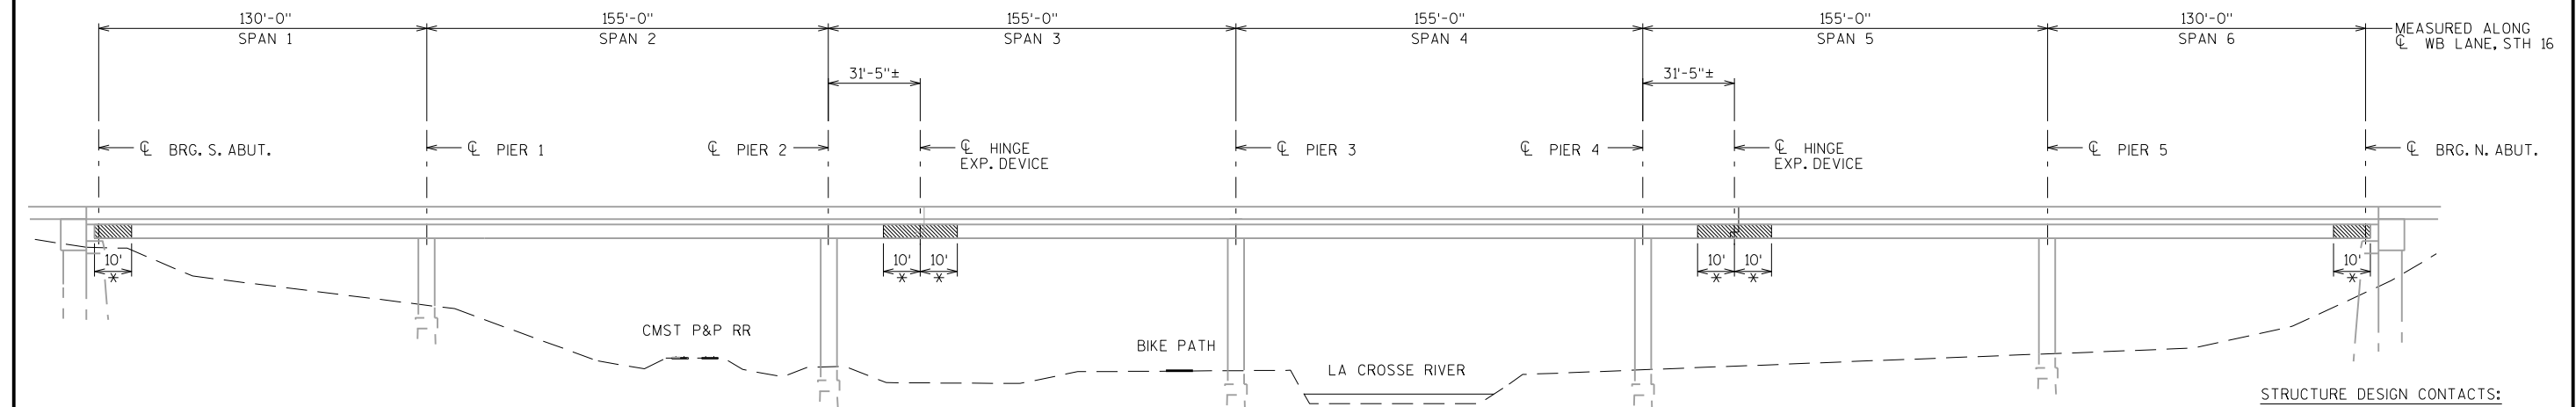 130'-0" 155'-0" 155'-0" 155'-0" 155'-0" 130'-0"
SPAN 1 SPAN 2 SPAN 3 SPAN 4 SPAN 5 SPAN 6
MEASURED ALONG
℄ WB LANE, STH 16
31'-5"± 31'-5"±
℄ BRG. S. ABUT. ℄ PIER 1 ℄ PIER 2 ℄ HINGE ℄ PIER 3 ℄ PIER 4 ℄ HINGE ℄ PIER 5 ℄ BRG. N. ABUT.
EXP. DEVICE EXP. DEVICE
10' 10' 10' 10' 10' 10'
* * * * * *
CMST P&P RR
BIKE PATH
LA CROSSE RIVER
STRUCTURE DESIGN CONTACTS: